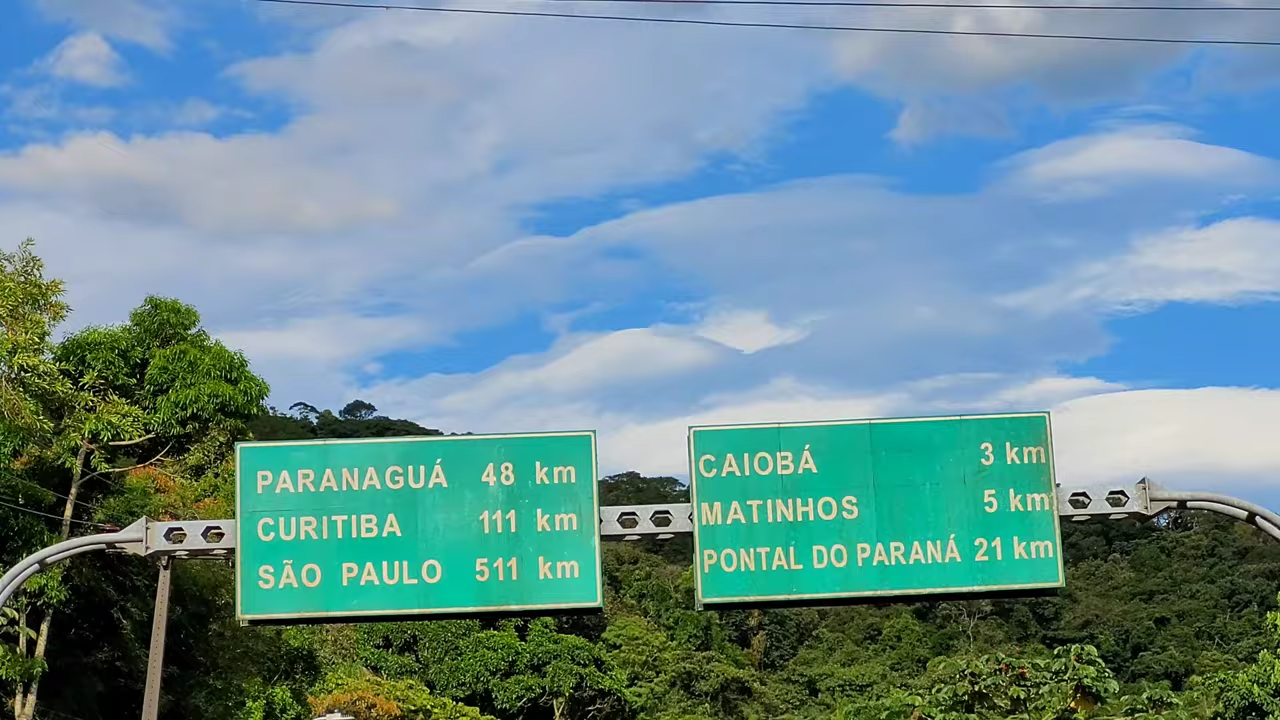 PARANAGUÁ 48 km
CURITIBA 111 km
SÃO PAULO 511 km
CAIOBÁ 3 km
MATINHOS 5 km
PONTAL DO PARANÁ 21 km